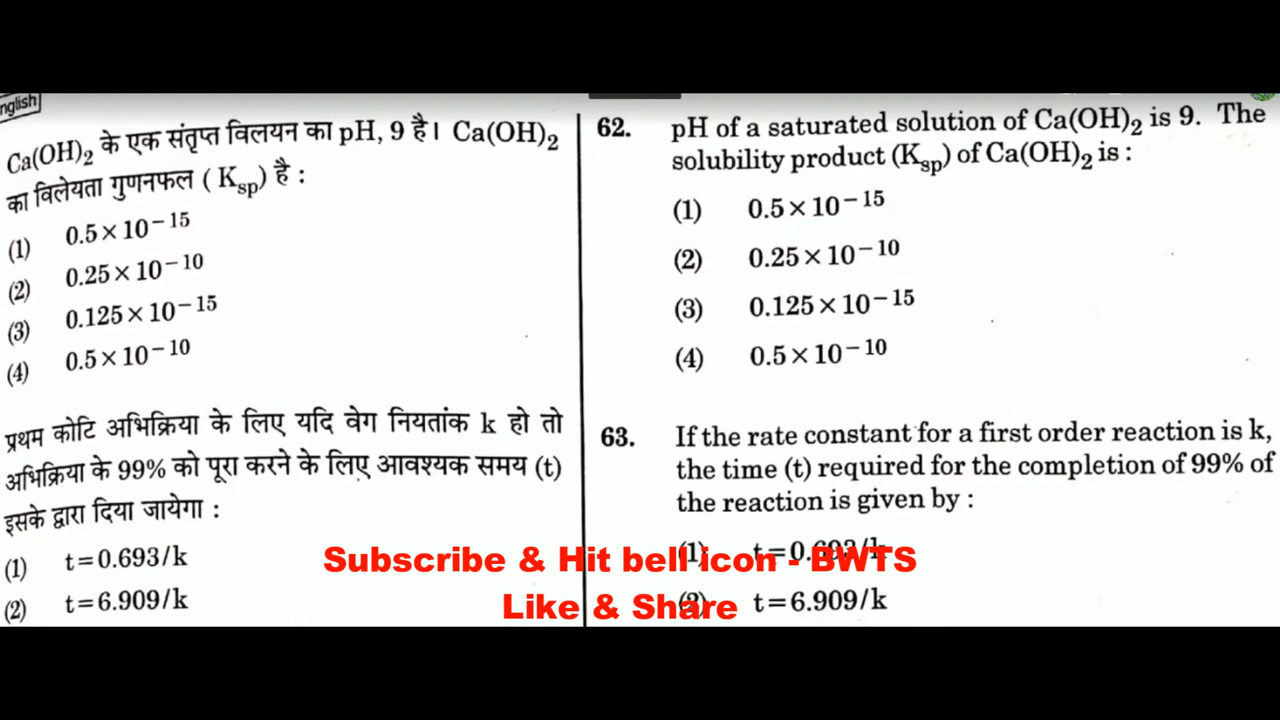 nglish
Ca(OH)₂ के एक संतृप्त विलयन का pH, 9 है। Ca(OH)₂
का विलेयता गुणनफल ( Kₛₚ) है :
(1) 0.5 × 10⁻¹⁵
(2) 0.25 × 10⁻¹⁰
(3) 0.125 × 10⁻¹⁵
(4) 0.5 × 10⁻¹⁰
प्रथम कोटि अभिक्रिया के लिए यदि वेग नियतांक k हो तो
अभिक्रिया के 99% को पूरा करने के लिए आवश्यक समय (t)
इसके द्वारा दिया जायेगा :
(1) t = 0.693/k
(2) t = 6.909/k
62. pH of a saturated solution of Ca(OH)₂ is 9. The
solubility product (Kₛₚ) of Ca(OH)₂ is :
(1) 0.5 × 10⁻¹⁵
(2) 0.25 × 10⁻¹⁰
(3) 0.125 × 10⁻¹⁵
(4) 0.5 × 10⁻¹⁰
63. If the rate constant for a first order reaction is k,
the time (t) required for the completion of 99% of
the reaction is given by :
(1) t = 0.693/k
(2) t = 6.909/k
Subscribe & Hit bell icon - BWTS
Like & Share